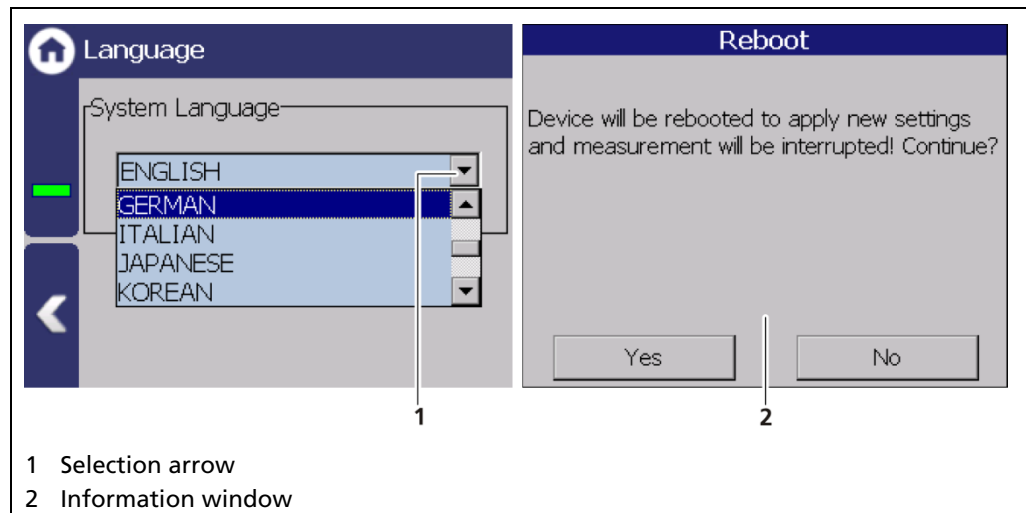 Language
System Language
ENGLISH
GERMAN
ITALIAN
JAPANESE
KOREAN
Reboot
Device will be rebooted to apply new settings
and measurement will be interrupted! Continue?
Yes
No
1
2
1 Selection arrow
2 Information window